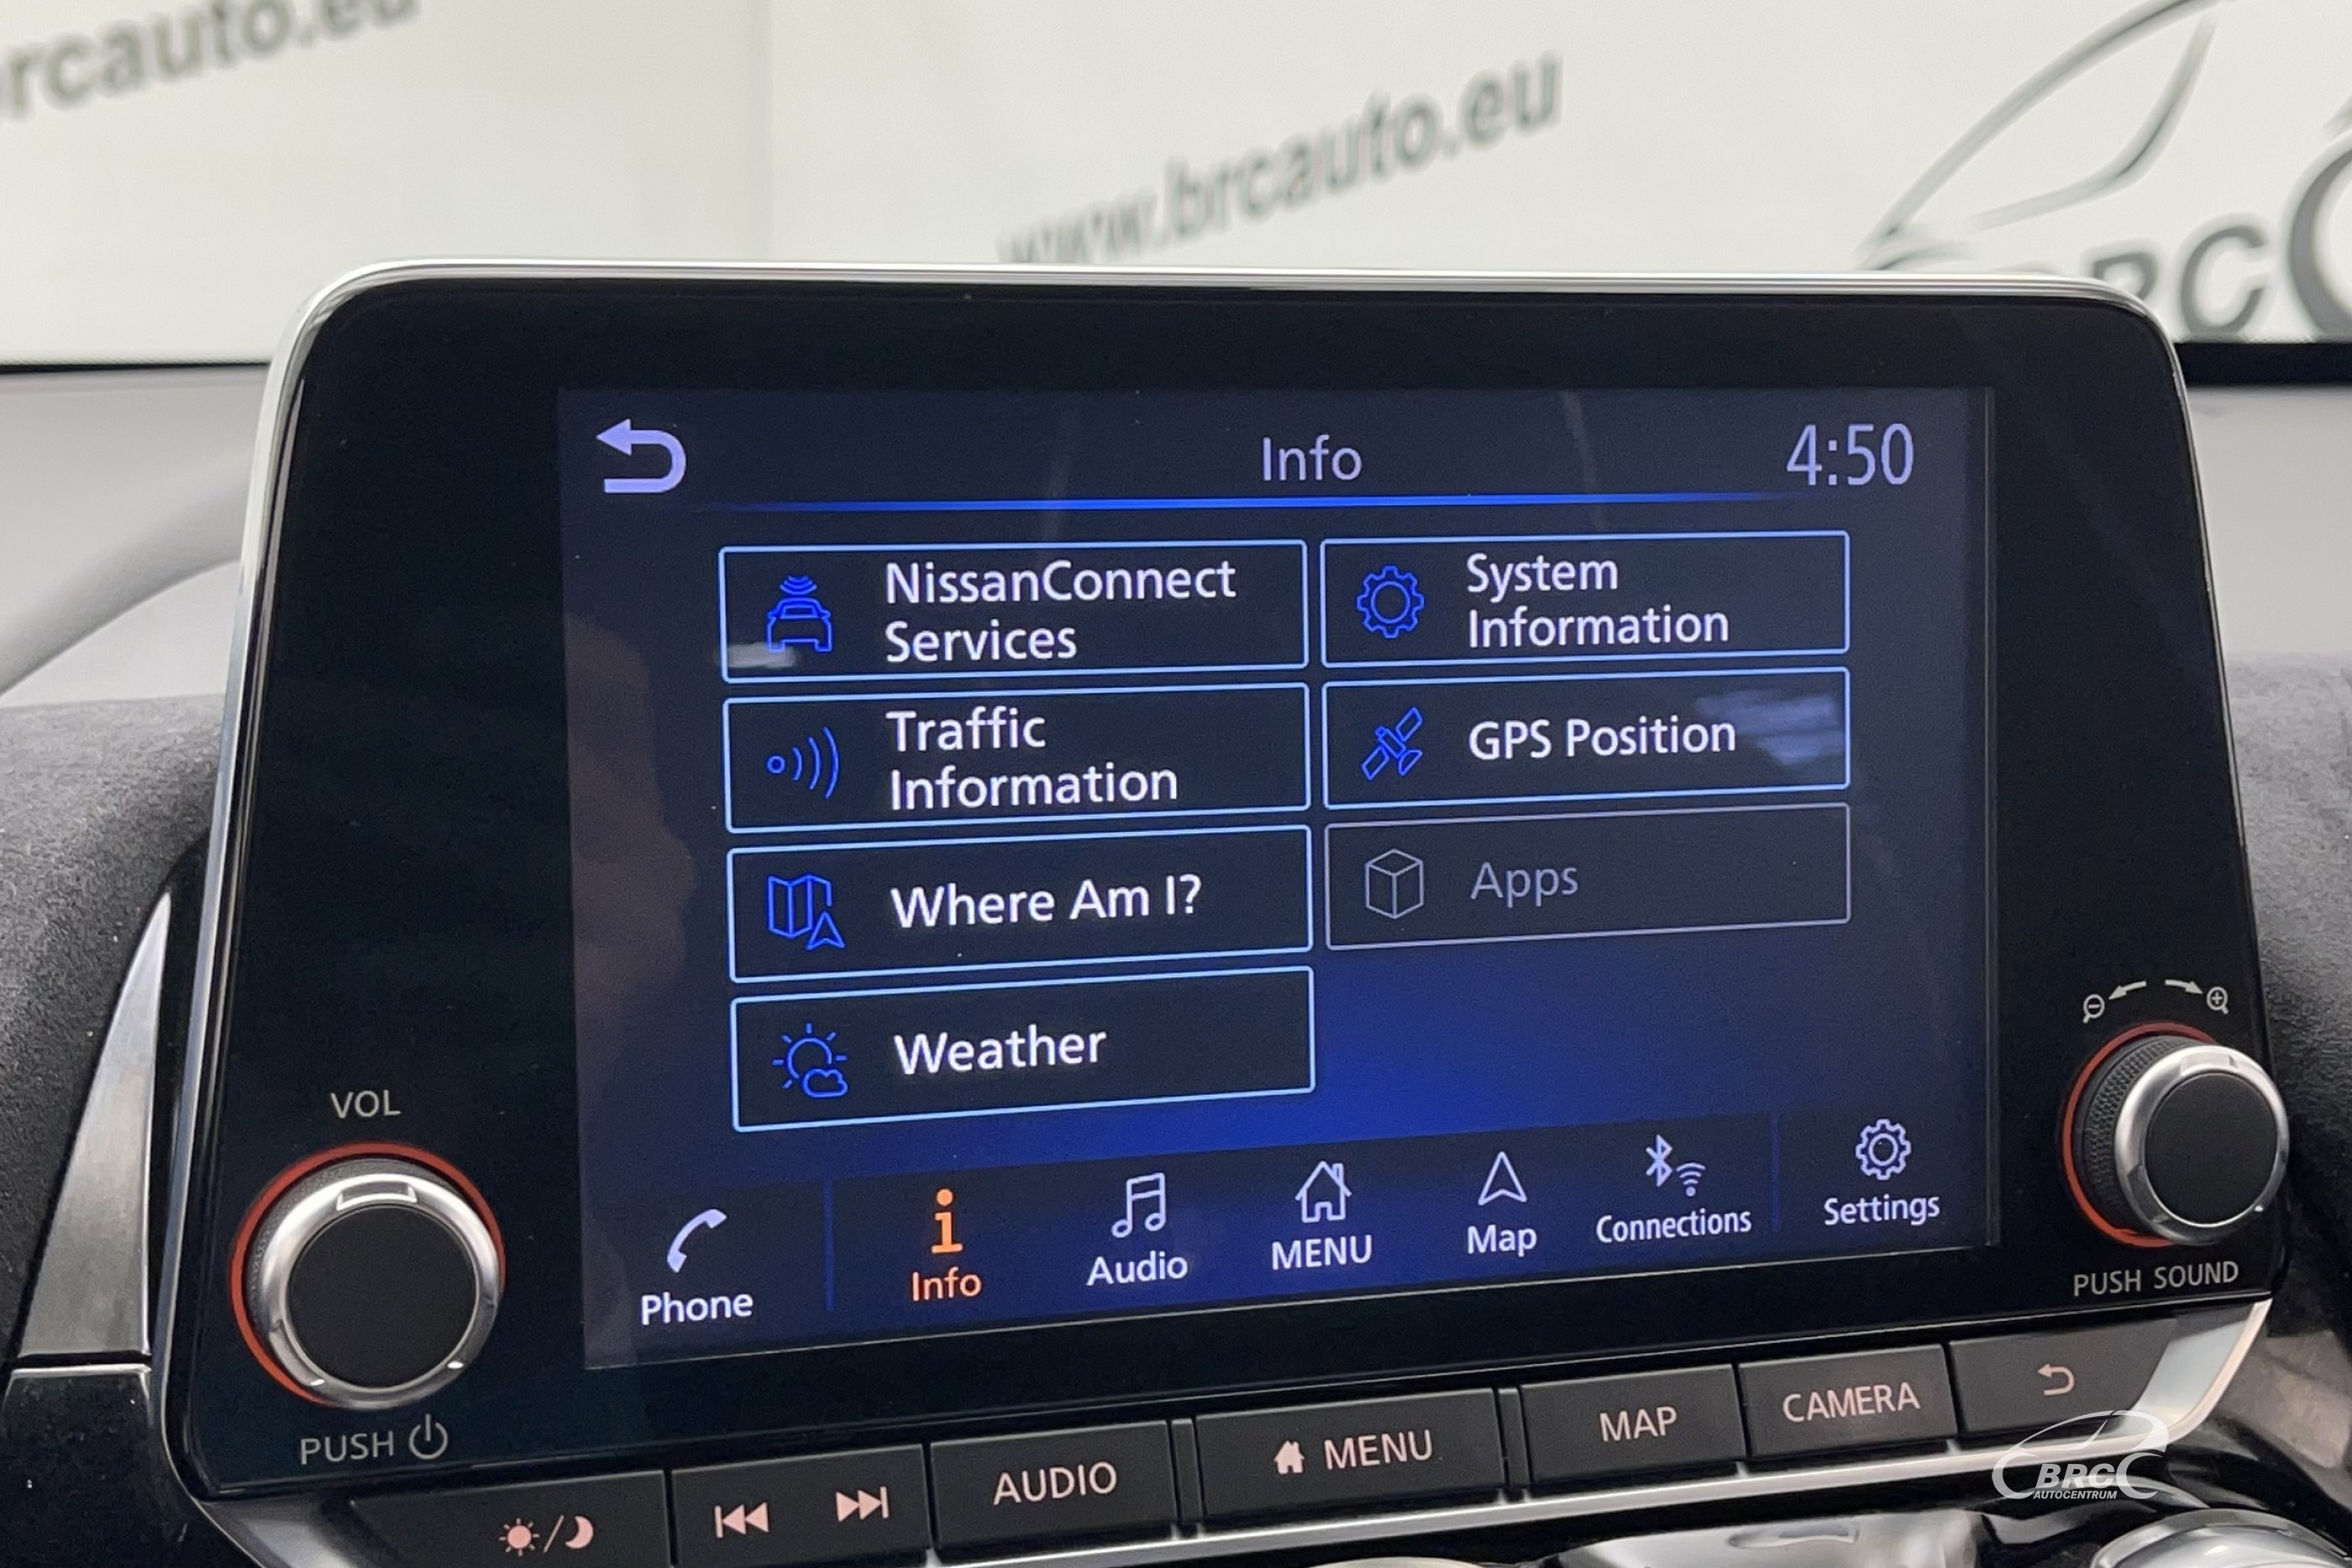 brcauto.eu
www.brcauto.eu
BRC
Info
4:50
NissanConnect
Services
System
Information
Traffic
Information
GPS Position
Where Am I?
Apps
Weather
VOL
PUSH
Phone
Info
Audio
MENU
Map
Connections
Settings
PUSH SOUND
AUDIO
MENU
MAP
CAMERA
BRC
AUTOCENTRUM